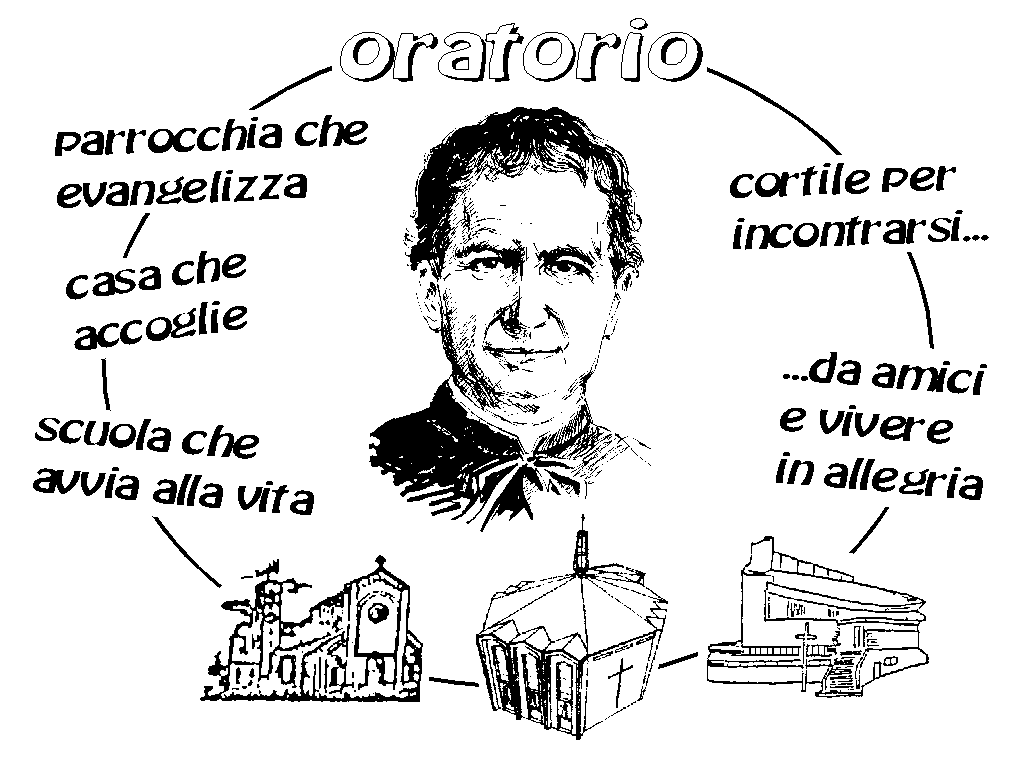 oratorio
parrocchia che
evangelizza
casa che
accoglie
scuola che
avvia alla vita
cortile per
incontrarsi...
...da amici
e vivere
in allegria